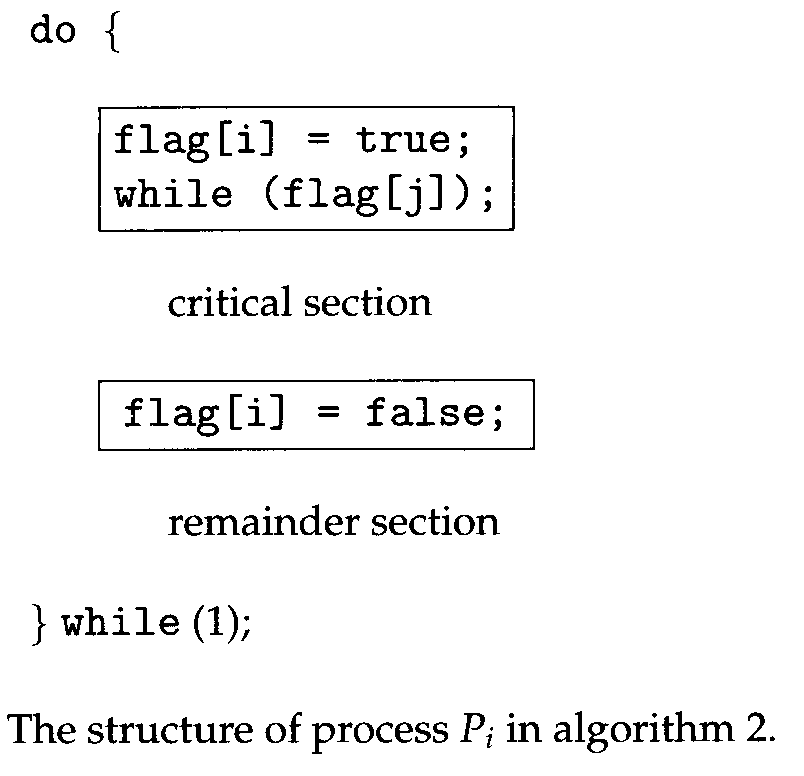 do {
flag[i] = true;
while (flag[j]);
critical section
flag[i] = false;
remainder section
} while (1);
The structure of process Pi in algorithm 2.